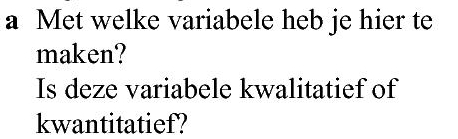 a Met welke variabele heb je hier te
maken?
Is deze variabele kwalitatief of
kwantitatief?